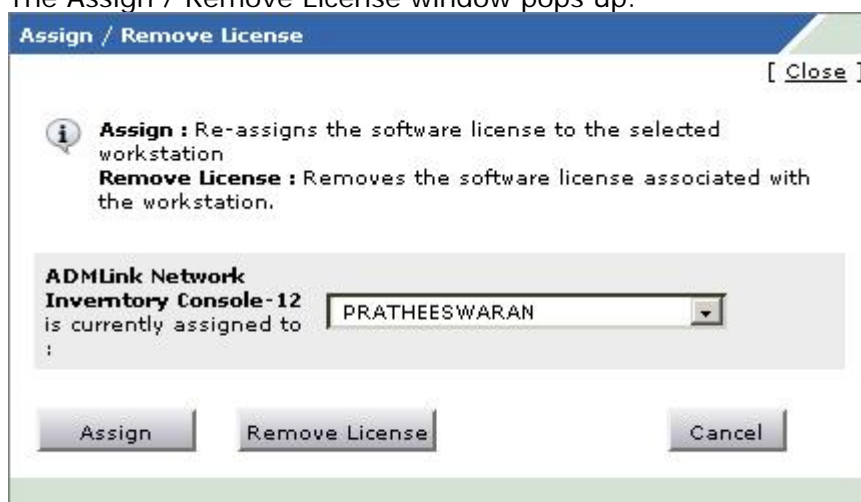 The Assign / Remove License window pops up.
Assign / Remove License
[ Close ]
Assign : Re-assigns the software license to the selected
workstation
Remove License : Removes the software license associated with
the workstation.
ADMLink Network
Inverntory Console-12
is currently assigned to
:
PRATHEESWARAN
Assign
Remove License
Cancel